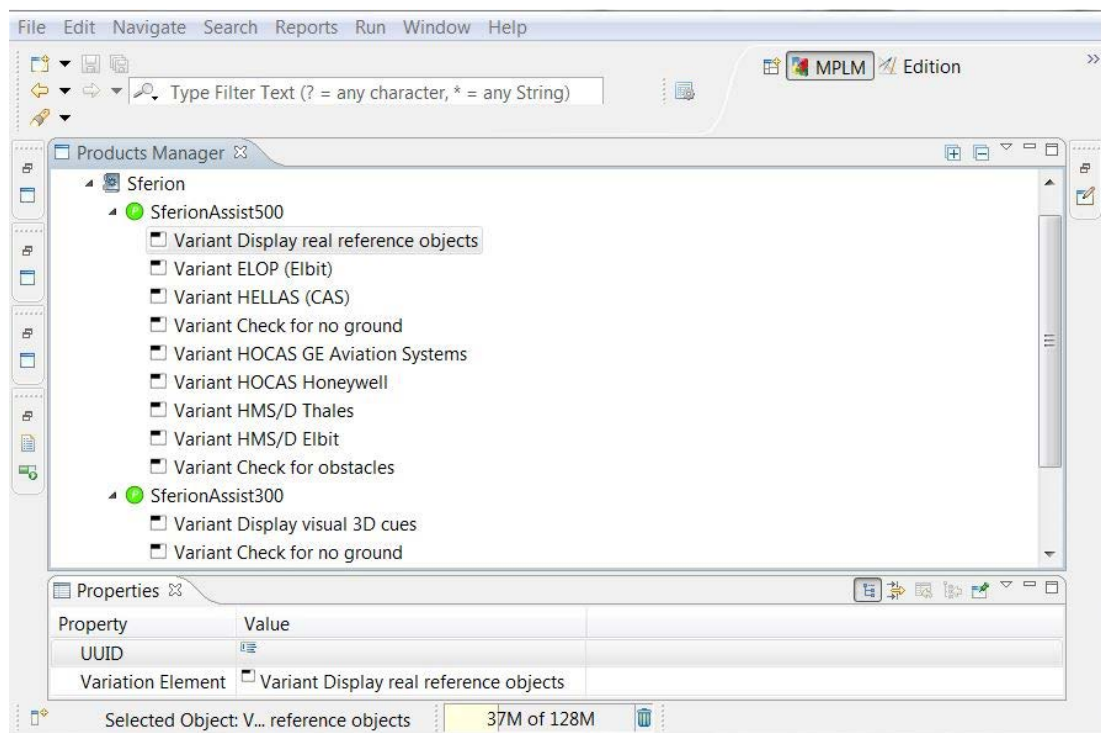 File Edit Navigate Search Reports Run Window Help
MPLM Edition
Type Filter Text (? = any character, * = any String)
Products Manager
Sferion
SferionAssist500
Variant Display real reference objects
Variant ELOP (Elbit)
Variant HELLAS (CAS)
Variant Check for no ground
Variant HOCAS GE Aviation Systems
Variant HOCAS Honeywell
Variant HMS/D Thales
Variant HMS/D Elbit
Variant Check for obstacles
SferionAssist300
Variant Display visual 3D cues
Variant Check for no ground
Properties
Property Value
UUID
Variation Element Variant Display real reference objects
Selected Object: V... reference objects 37M of 128M